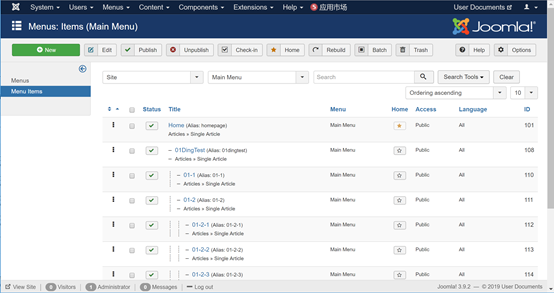 System Users Menus Content Components Extensions Help 5 应用市场 User Documents
Menus: Items (Main Menu) Joomla!
New Edit Publish Unpublish Check-in Home Rebuild Batch Trash Help Options
Menus
Menu Items
Site Main Menu Search Search Tools Clear
Ordering ascending 10
Status Title Menu Home Access Language ID
Home (Alias: homepage) Main Menu Public All 101
Articles » Single Article
– 01DingTest (Alias: 01dingtest) Main Menu Public All 108
– Articles » Single Article
– 01-1 (Alias: 01-1) Main Menu Public All 110
– Articles » Single Article
– 01-2 (Alias: 01-2) Main Menu Public All 111
– Articles » Single Article
– 01-2-1 (Alias: 01-2-1) Main Menu Public All 112
– Articles » Single Article
– 01-2-2 (Alias: 01-2-2) Main Menu Public All 113
– Articles » Single Article
– 01-2-3 (Alias: 01-2-3) Main Menu Public All 114
View Site 0 Visitors 1 Administrator 0 Messages Log out Joomla! 3.9.2 — © 2019 User Documents